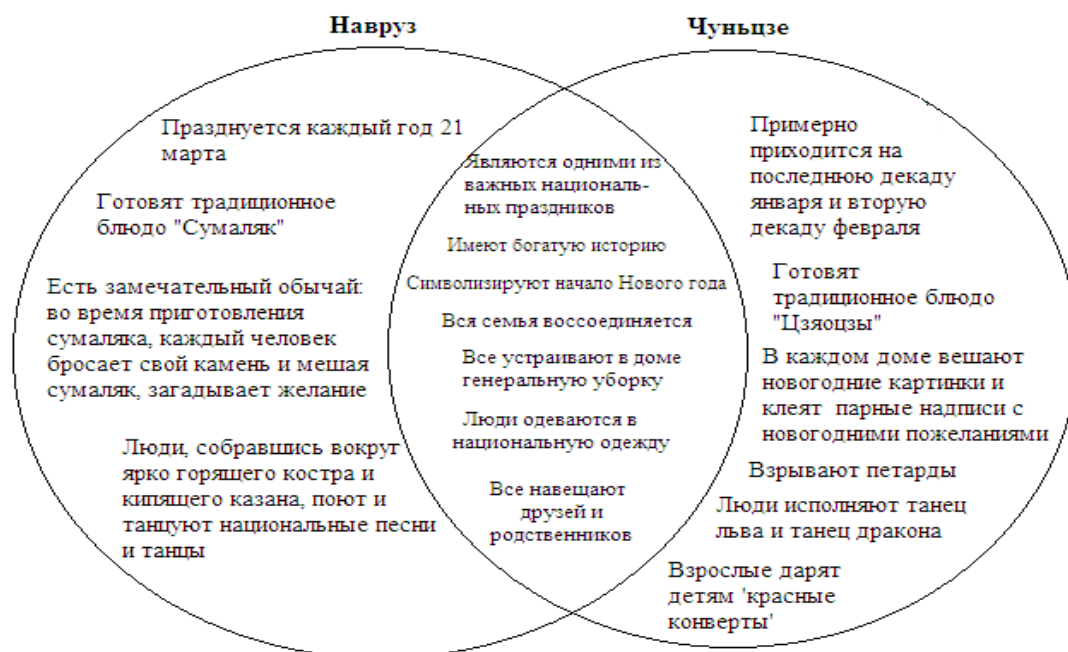 Навруз
Чуньцзе
Празднуется каждый год 21
марта
Готовят традиционное
блюдо "Сумаляк"
Есть замечательный обычай:
во время приготовления
сумаляка, каждый человек
бросает свой камень и мешая
сумаляк, загадывает желание
Люди, собравшись вокруг
ярко горящего костра и
кипящего казана, поют и
танцуют национальные песни
и танцы
Являются одними из
важных националь-
ных праздников
Имеют богатую историю
Символизируют начало Нового года
Вся семья воссоединяется
Все устраивают в доме
генеральную уборку
Люди одеваются в
национальную одежду
Все навещают
друзей и
родственников
Примерно
приходится на
последнюю декаду
января и вторую
декаду февраля
Готовят
традиционное блюдо
"Цзяоцзы"
В каждом доме вешают
новогодние картинки и
клеят парные надписи с
новогодними пожеланиями
Взрывают петарды
Люди исполняют танец
льва и танец дракона
Взрослые дарят
детям 'красные
конверты'